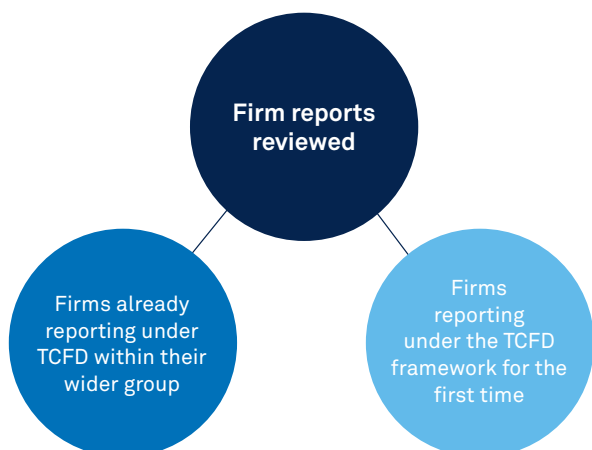 Firm reports
reviewed
Firms already
reporting under
TCFD within their
wider group
Firms
reporting
under the TCFD
framework for the
first time